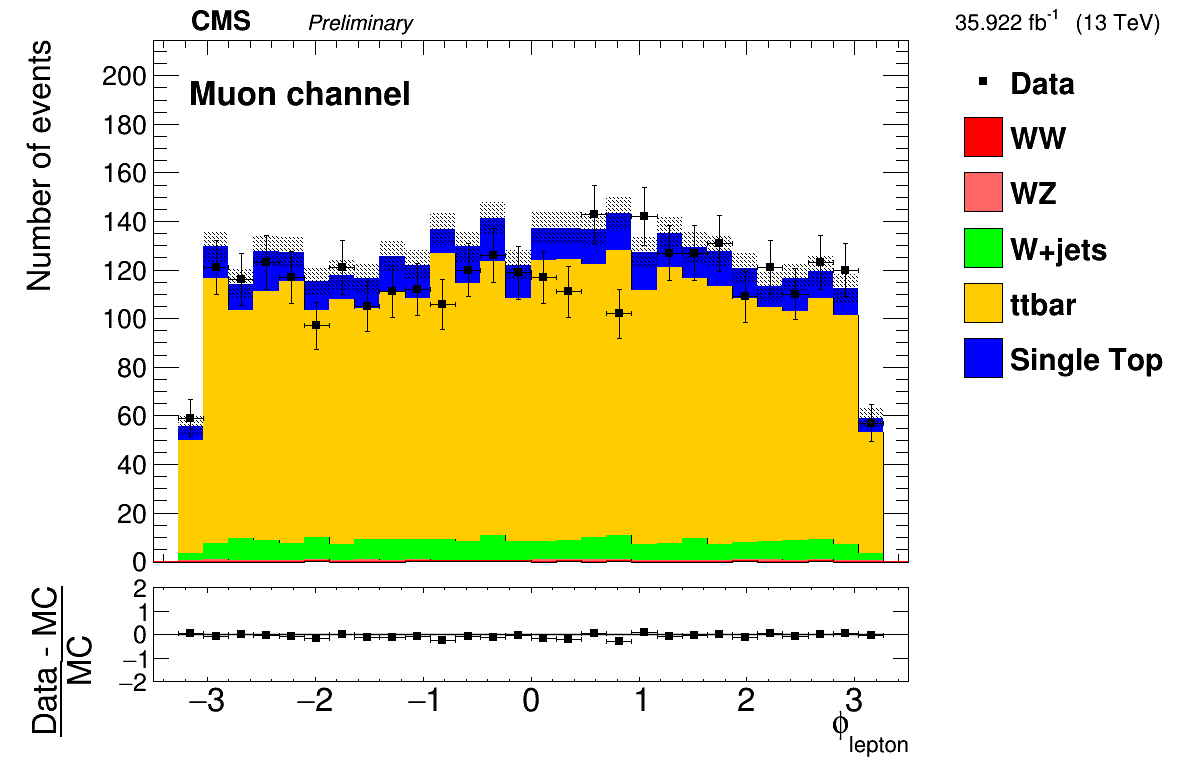 CMS Preliminary 35.922 fb-1 (13 TeV)
Number of events
Muon channel
200
180
160
140
120
100
80
60
40
20
0
Data
WW
WZ
W+jets
ttbar
Single Top
Data - MC
MC
2
1
0
−1
−2
−3 −2 −1 0 1 2 3
ϕlepton